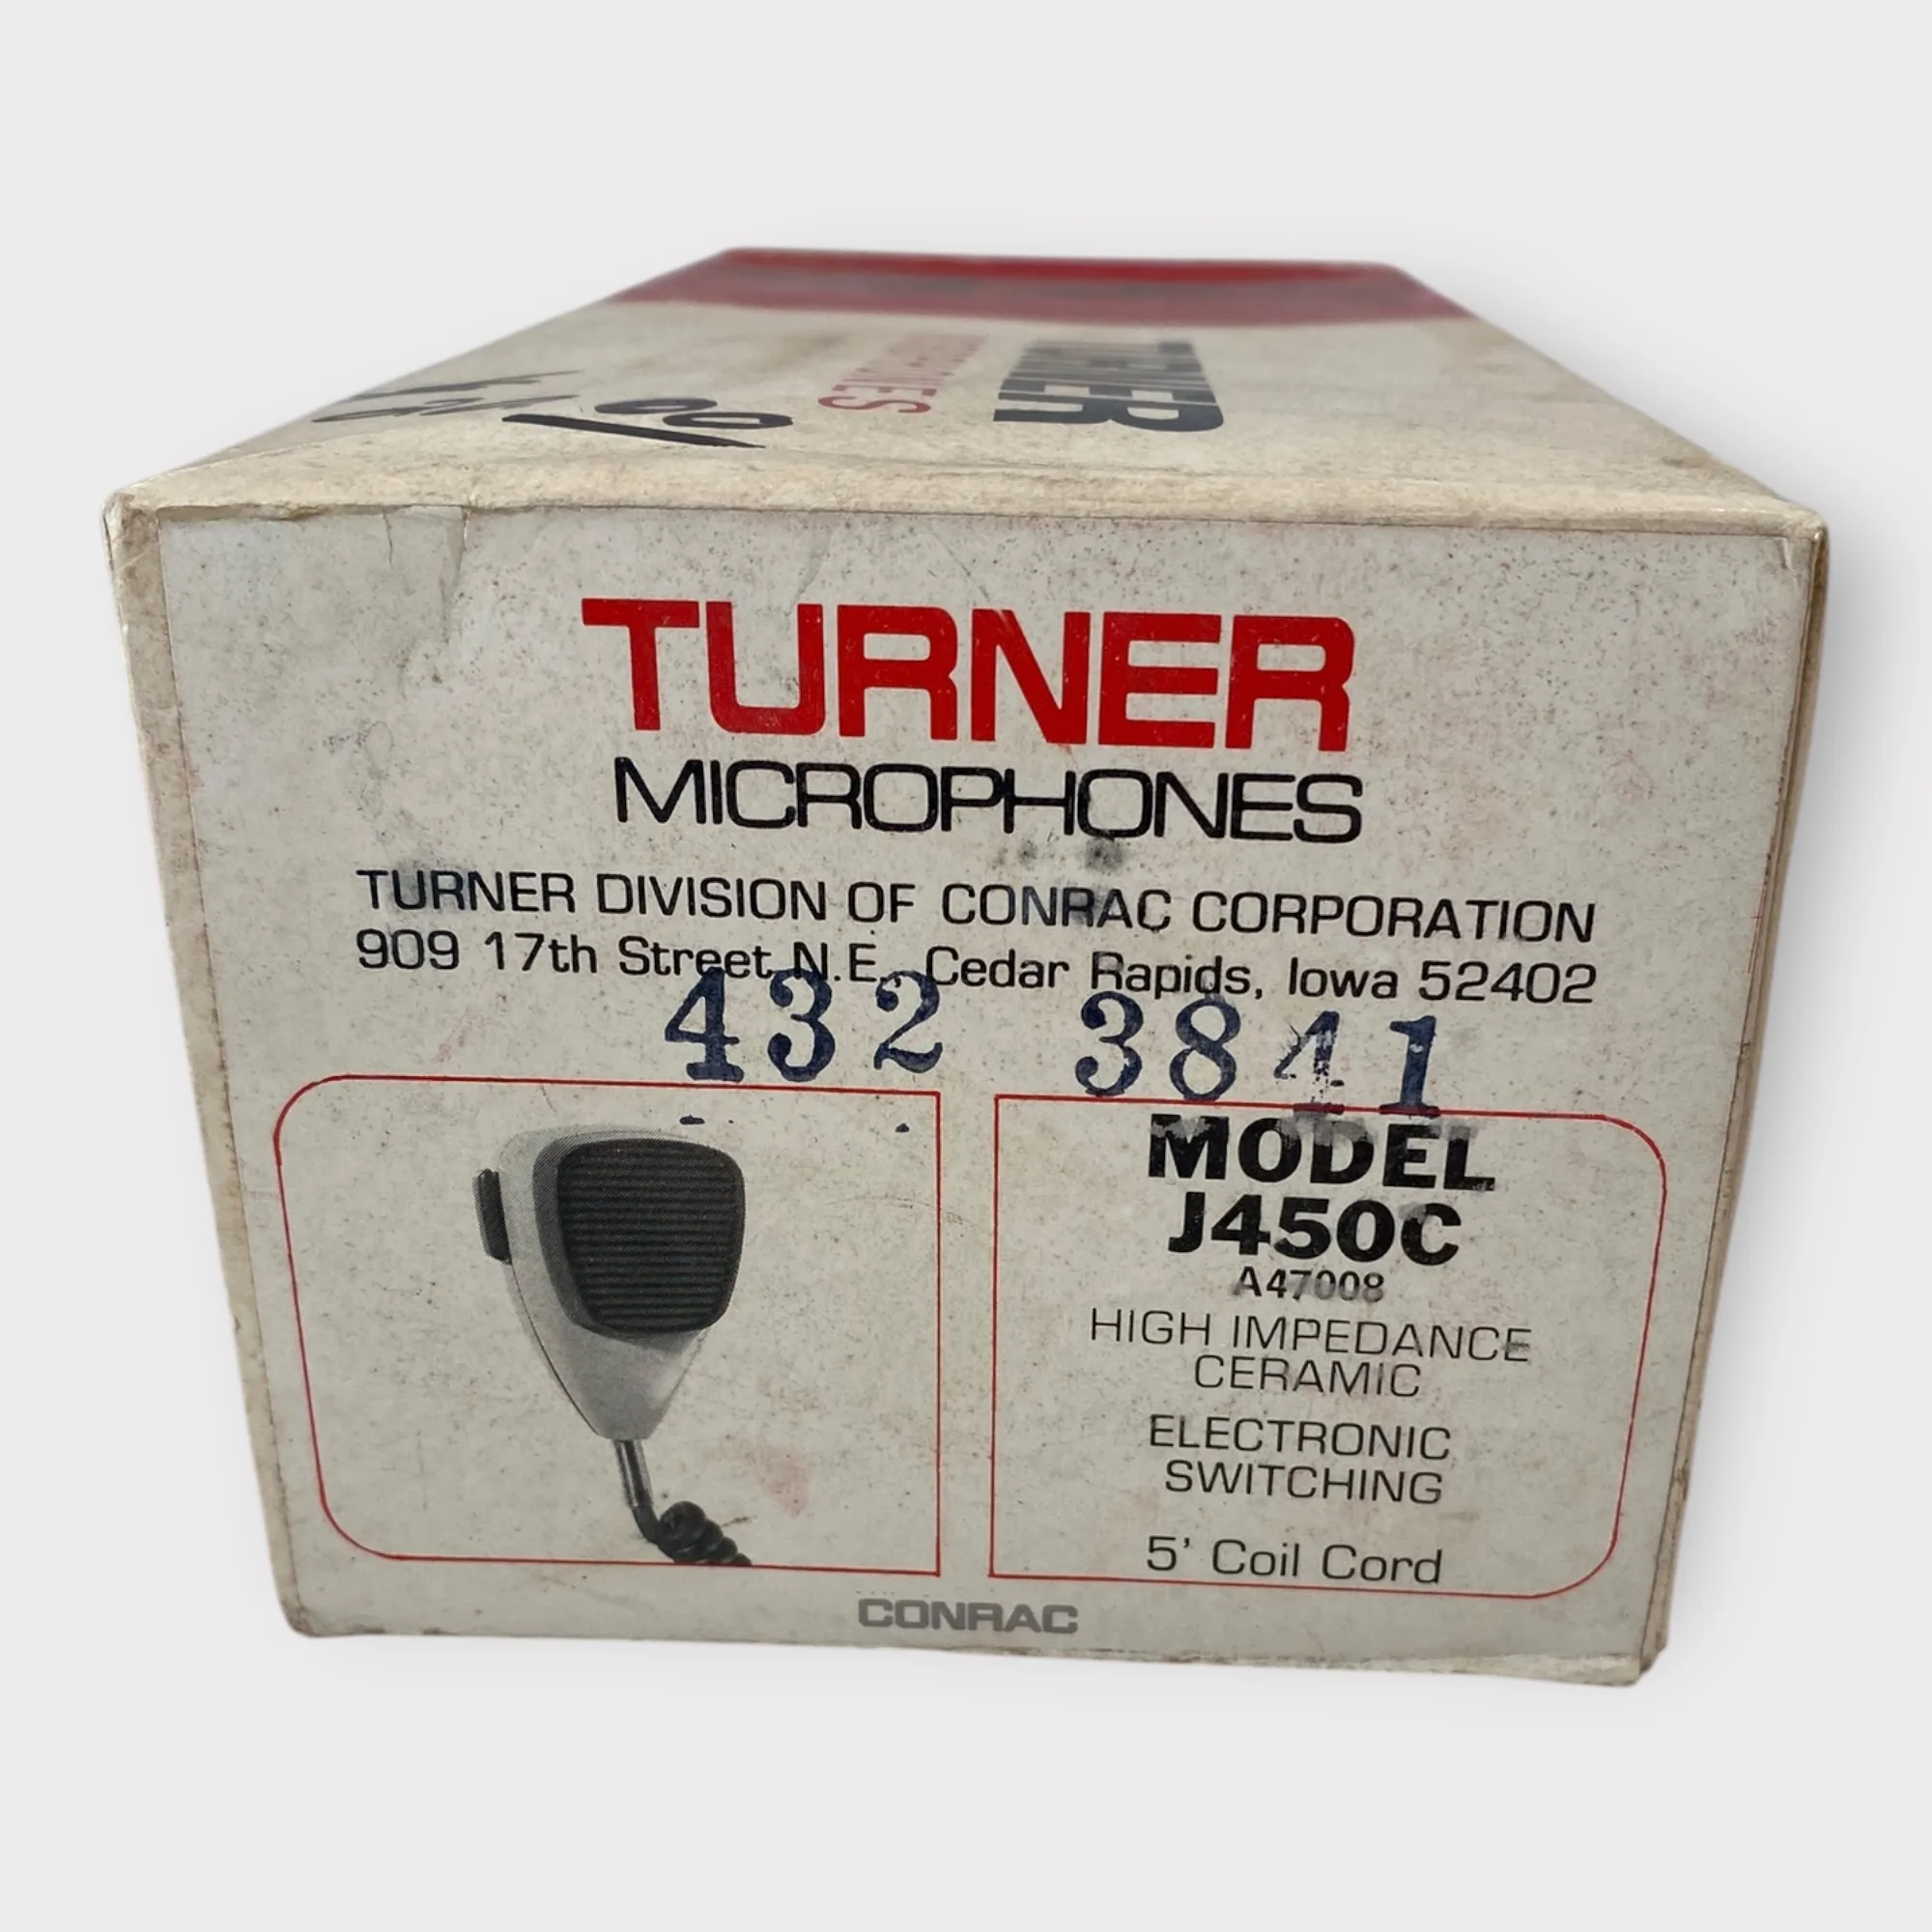 TURNER
TURNER
MICROPHONES
TURNER DIVISION OF CONRAC CORPORATION
909 17th Street N.E., Cedar Rapids, Iowa 52402
432 3841
MODEL
J450C
A47008
HIGH IMPEDANCE
CERAMIC
ELECTRONIC
SWITCHING
5' Coil Cord
CONRAC